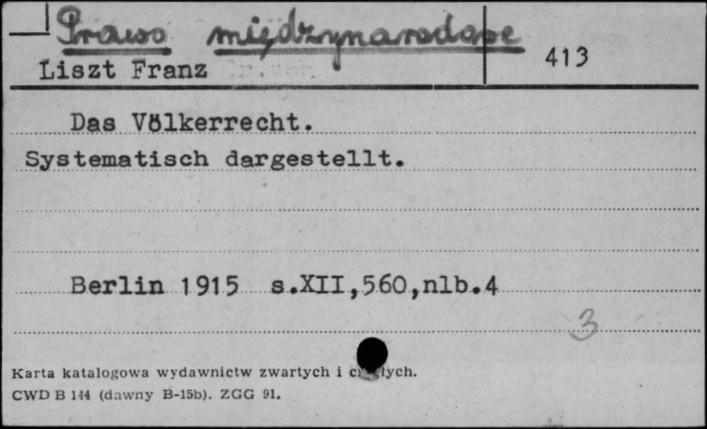 Prawo międzynarodowe
413
Liszt Franz
Das Völkerrecht.
Systematisch dargestellt.
Berlin 1915 s.XII,560,nlb.4
3
Karta katalogowa wydawnictw zwartych i
CWD B 144 (dawny B-15b). ZGG 91.